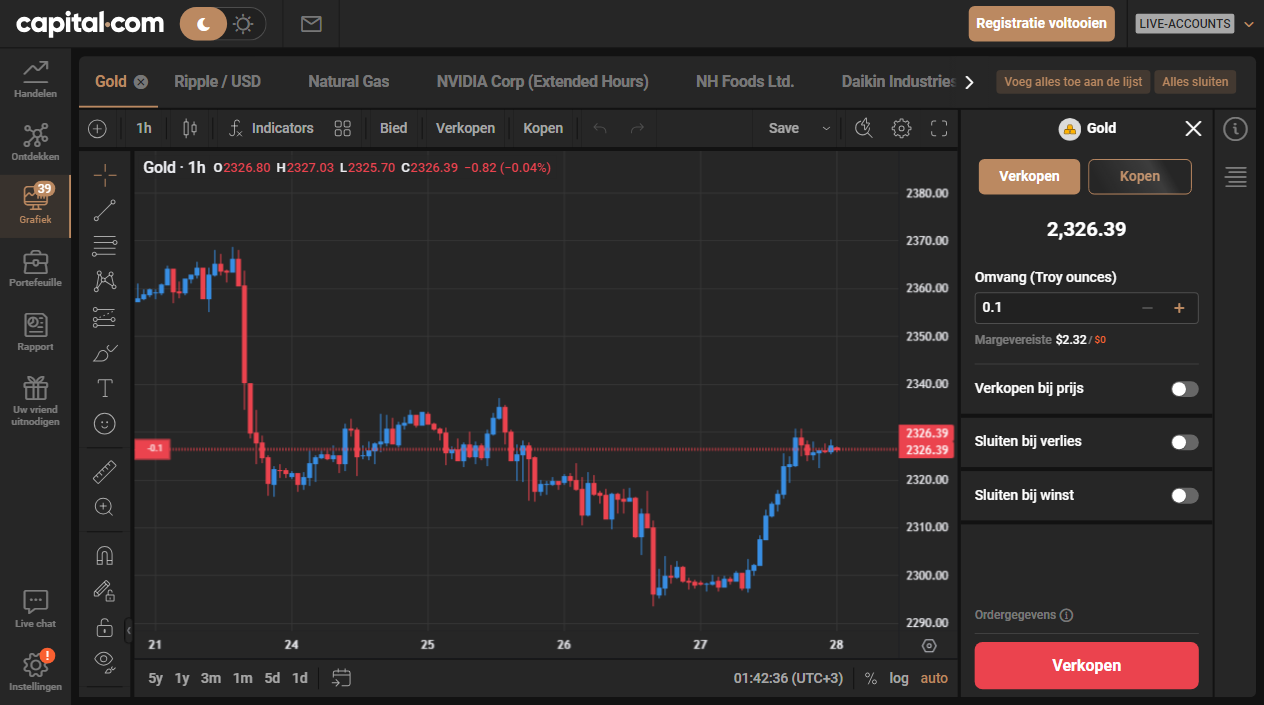 capital.com
Registratie voltooien
LIVE-ACCOUNTS
Handelen
Ontdekken
39
Grafiek
Portefeuille
Rapport
Uw vriend
uitnodigen
Live chat
!
Instellingen
Gold
Ripple / USD
Natural Gas
NVIDIA Corp (Extended Hours)
NH Foods Ltd.
Daikin Industries
Voeg alles toe aan de lijst
Alles sluiten
1h
Indicators
Bied
Verkopen
Kopen
Save
Gold · 1h O2326.80 H2327.03 L2325.70 C2326.39 −0.82 (−0.04%)
2380.00
2370.00
2360.00
2350.00
2340.00
2326.39
-0.1
2326.39
2320.00
2310.00
2300.00
2290.00
21 24 25 26 27 28
5y 1y 3m 1m 5d 1d
01:42:36 (UTC+3)
% log auto
Gold
Verkopen
Kopen
2,326.39
Omvang (Troy ounces)
0.1
Margevereiste $2.32 / $0
Verkopen bij prijs
Sluiten bij verlies
Sluiten bij winst
Ordergegevens
Verkopen